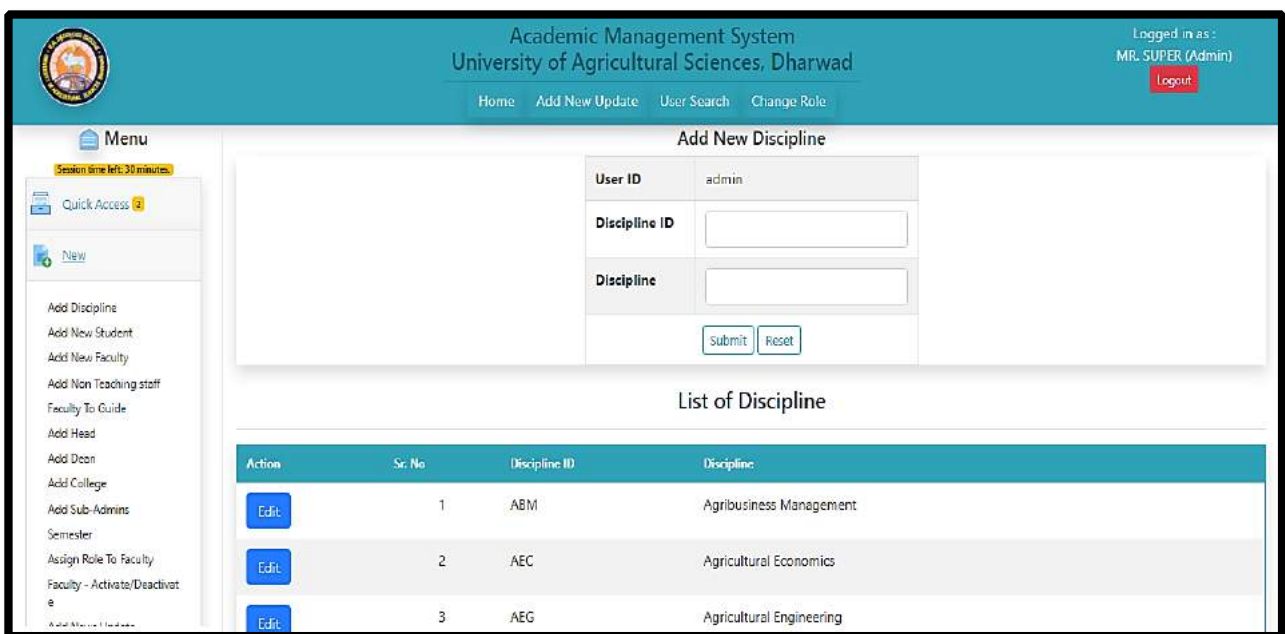 Academic Management System
University of Agricultural Sciences, Dharwad
Home Add New Update User Search Change Role
Logged in as :
MR. SUPER (Admin)
Logout
Menu
Session time left: 30 minutes.
Quick Access 2
New
Add Discipline
Add New Student
Add New Faculty
Add Non Teaching staff
Faculty To Guide
Add Head
Add Dean
Add College
Add Sub-Admins
Semester
Assign Role To Faculty
Faculty - Activate/Deactivat
e
Add New Discipline
User ID admin
Discipline ID
Discipline
Submit Reset
List of Discipline
Action Sr. No Discipline ID Discipline
Edit 1 ABM Agribusiness Management
Edit 2 AEC Agricultural Economics
Edit 3 AEG Agricultural Engineering